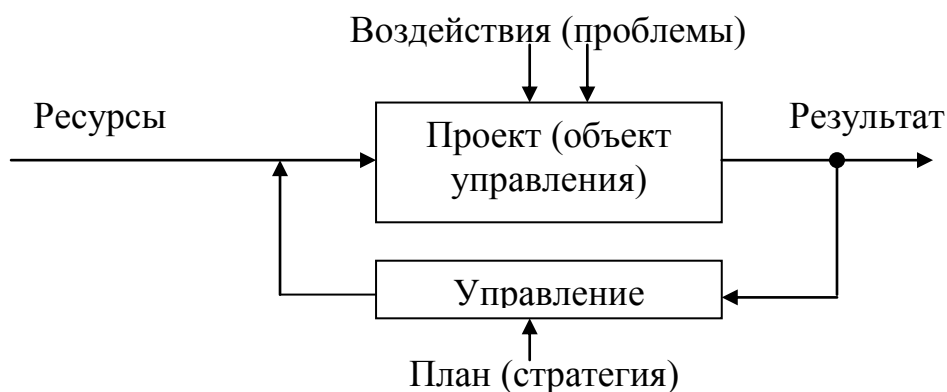 Воздействия (проблемы)
Ресурсы
Проект (объект
управления)
Результат
Управление
План (стратегия)